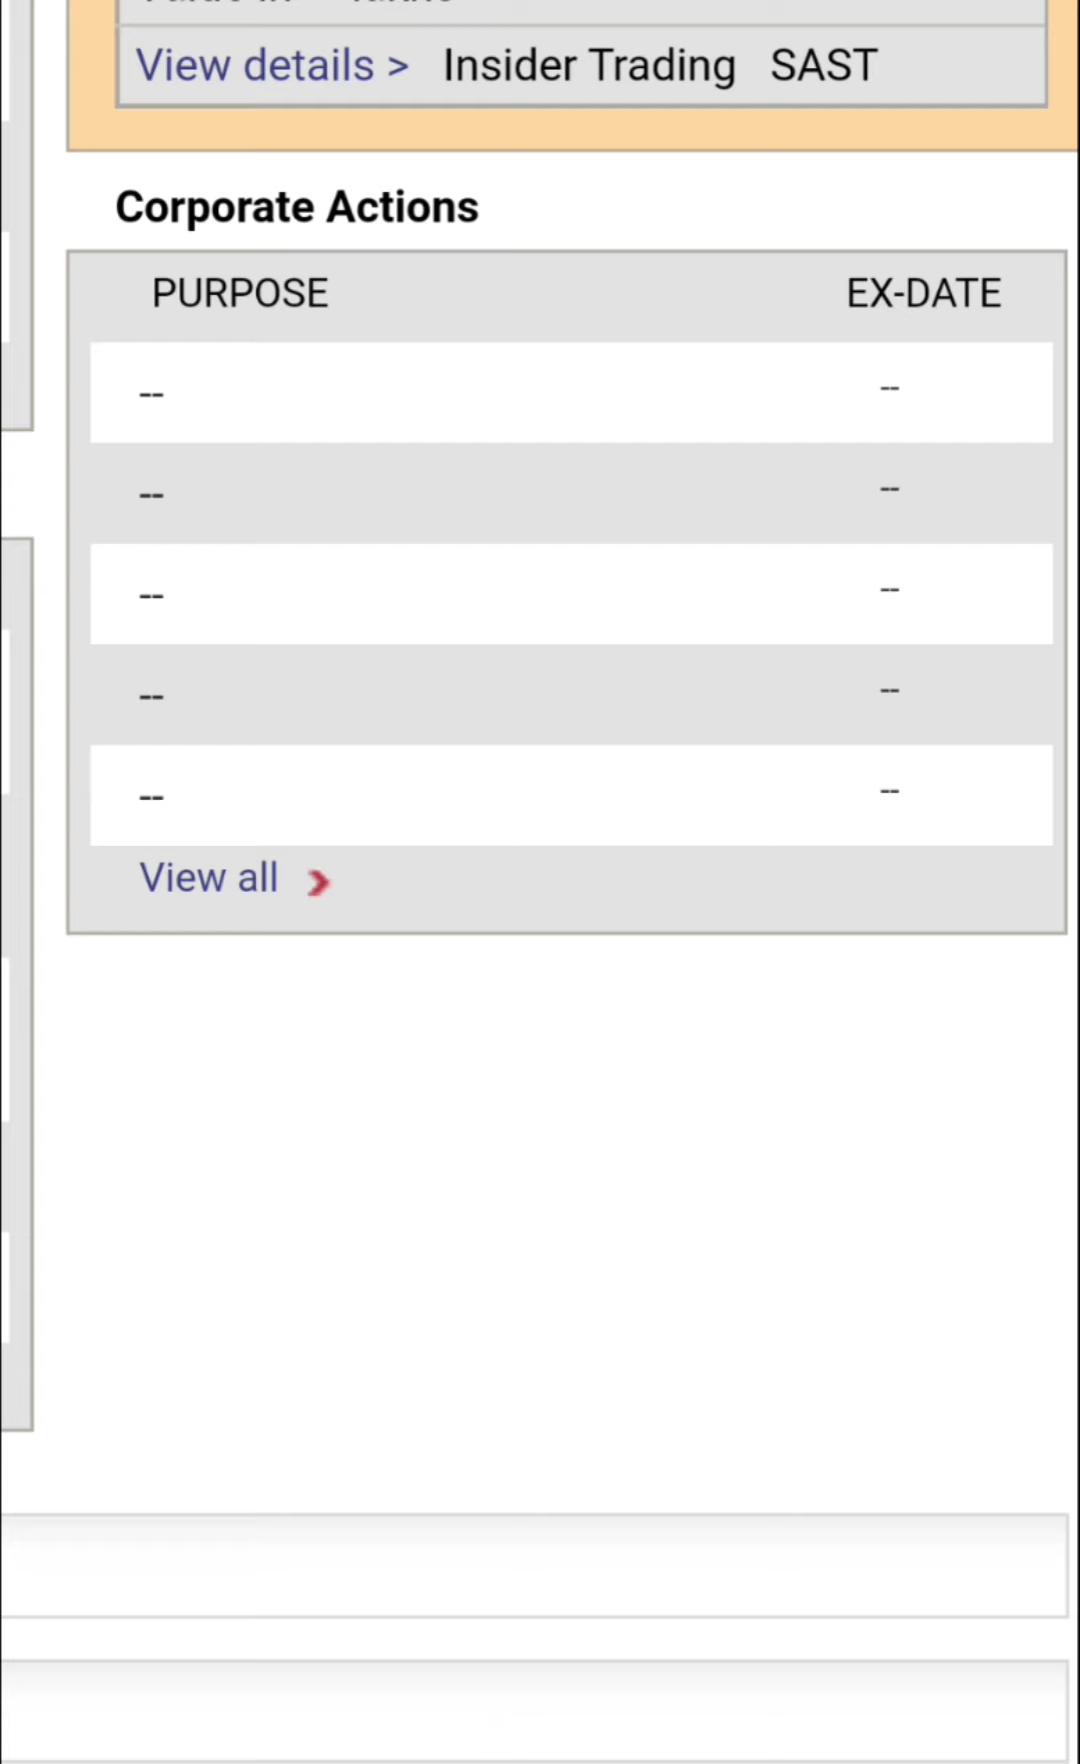 View details > Insider Trading SAST
Corporate Actions
PURPOSE EX-DATE
-- --
-- --
-- --
-- --
-- --
View all